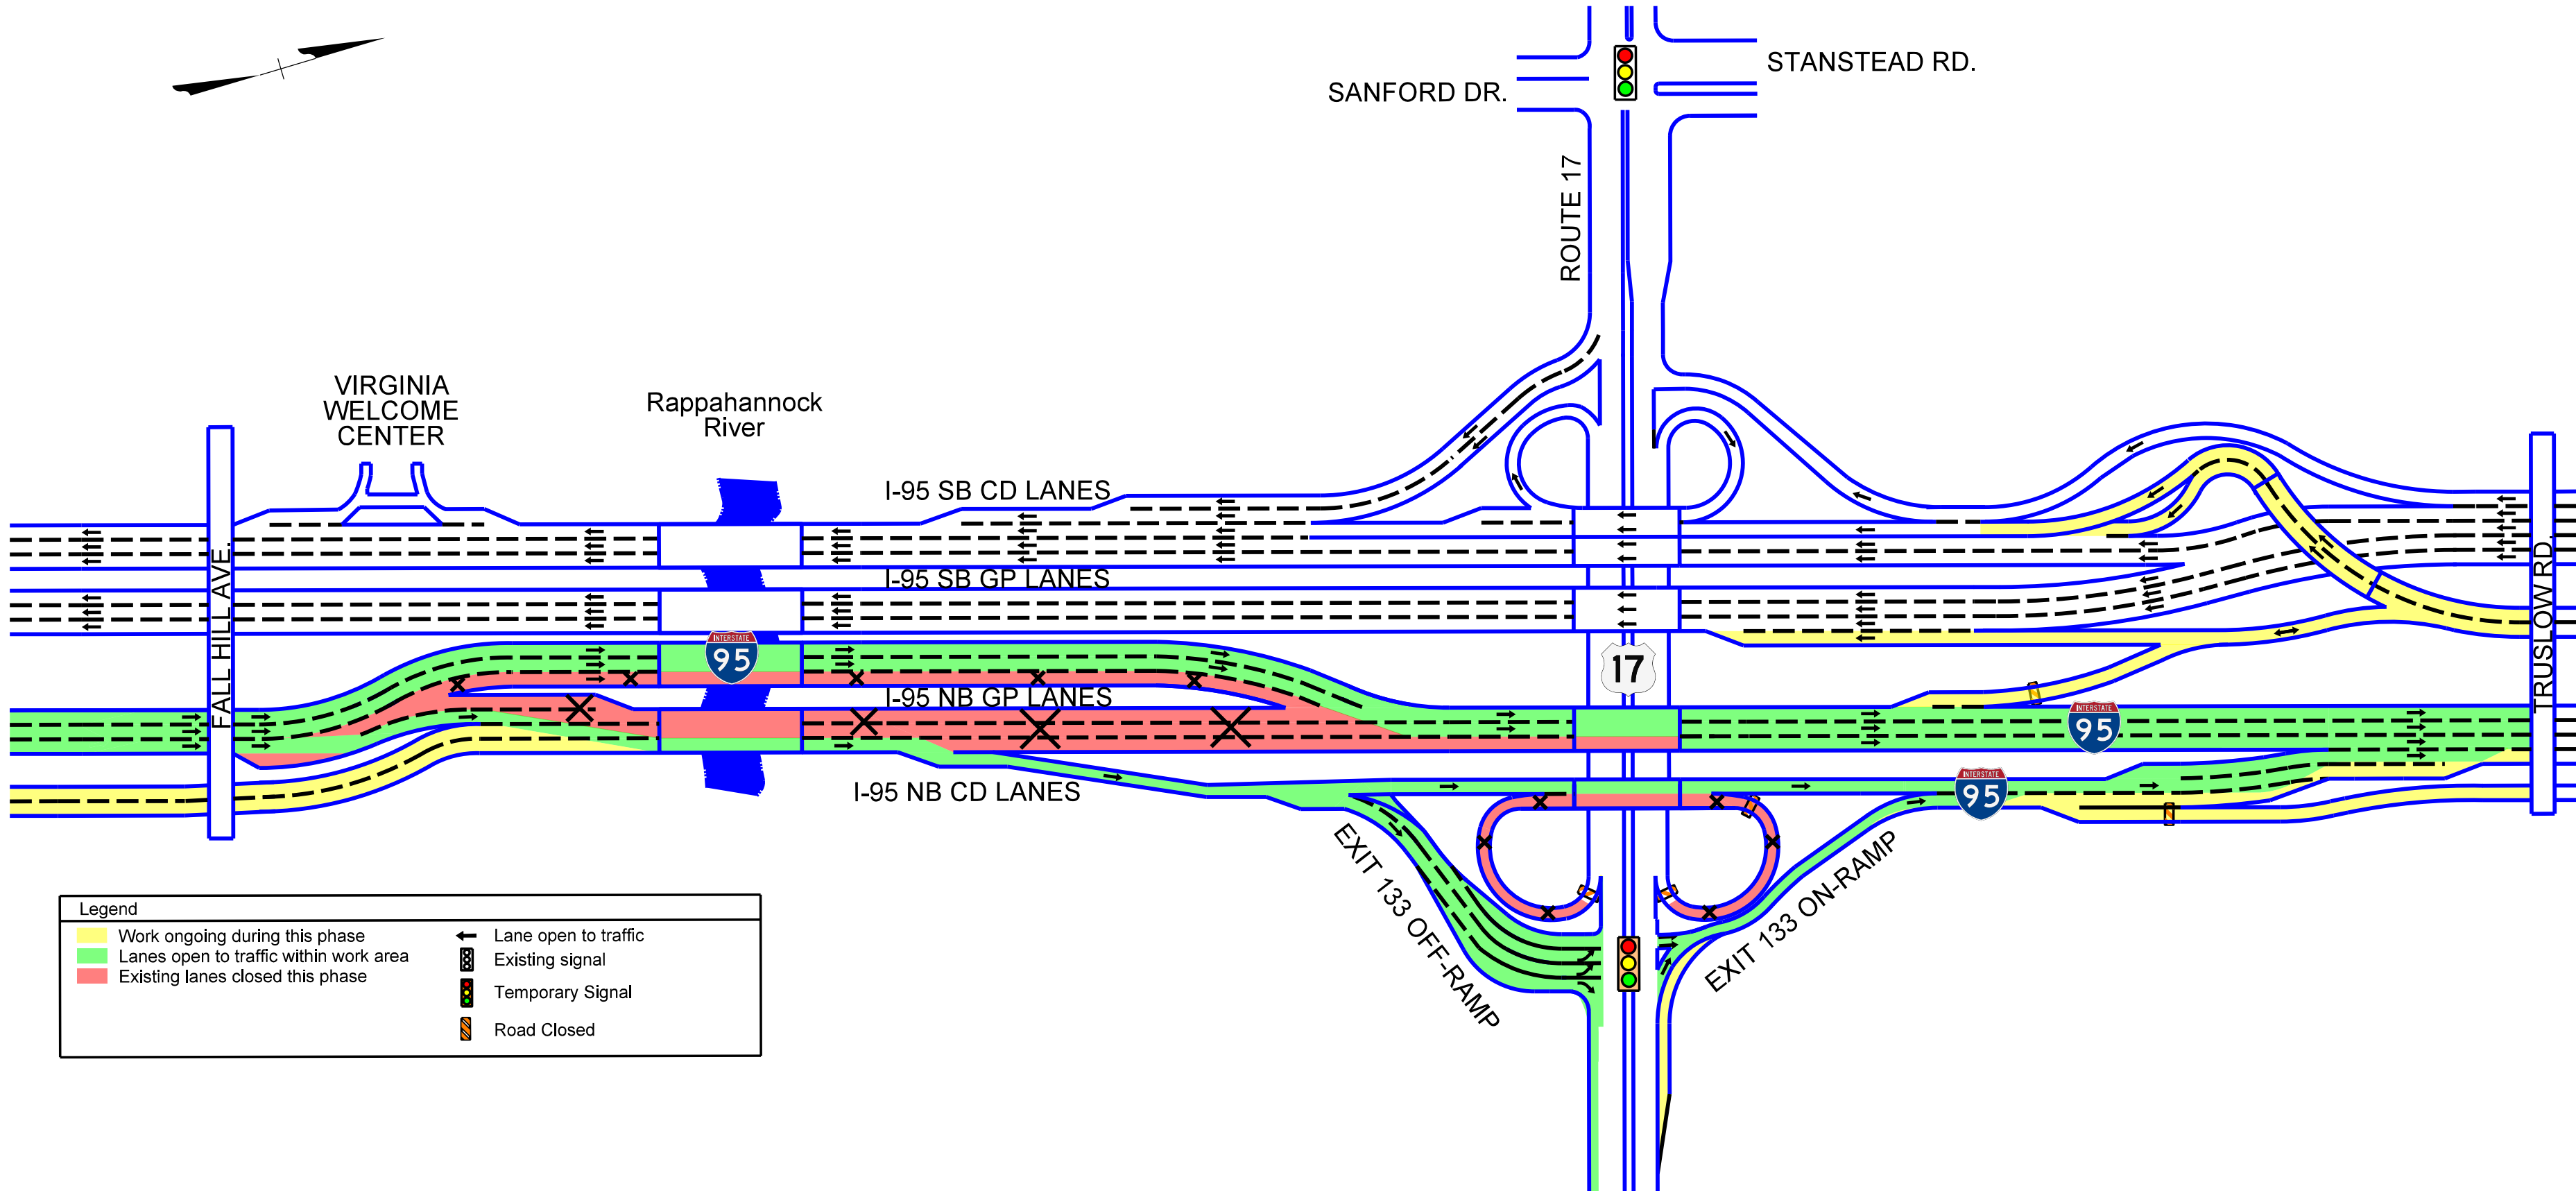 STANSTEAD RD.
SANFORD DR.
ROUTE 17
VIRGINIA
WELCOME
CENTER
Rappahannock
River
I-95 SB CD LANES
I-95 SB GP LANES
FALL HILL AVE.
TRUSLOW RD.
INTERSTATE
95
17
I-95 NB GP LANES
INTERSTATE
95
I-95 NB CD LANES
INTERSTATE
95
EXIT 133 OFF-RAMP
EXIT 133 ON-RAMP
Legend
Work ongoing during this phase
Lanes open to traffic within work area
Existing lanes closed this phase
Lane open to traffic
Existing signal
Temporary Signal
Road Closed